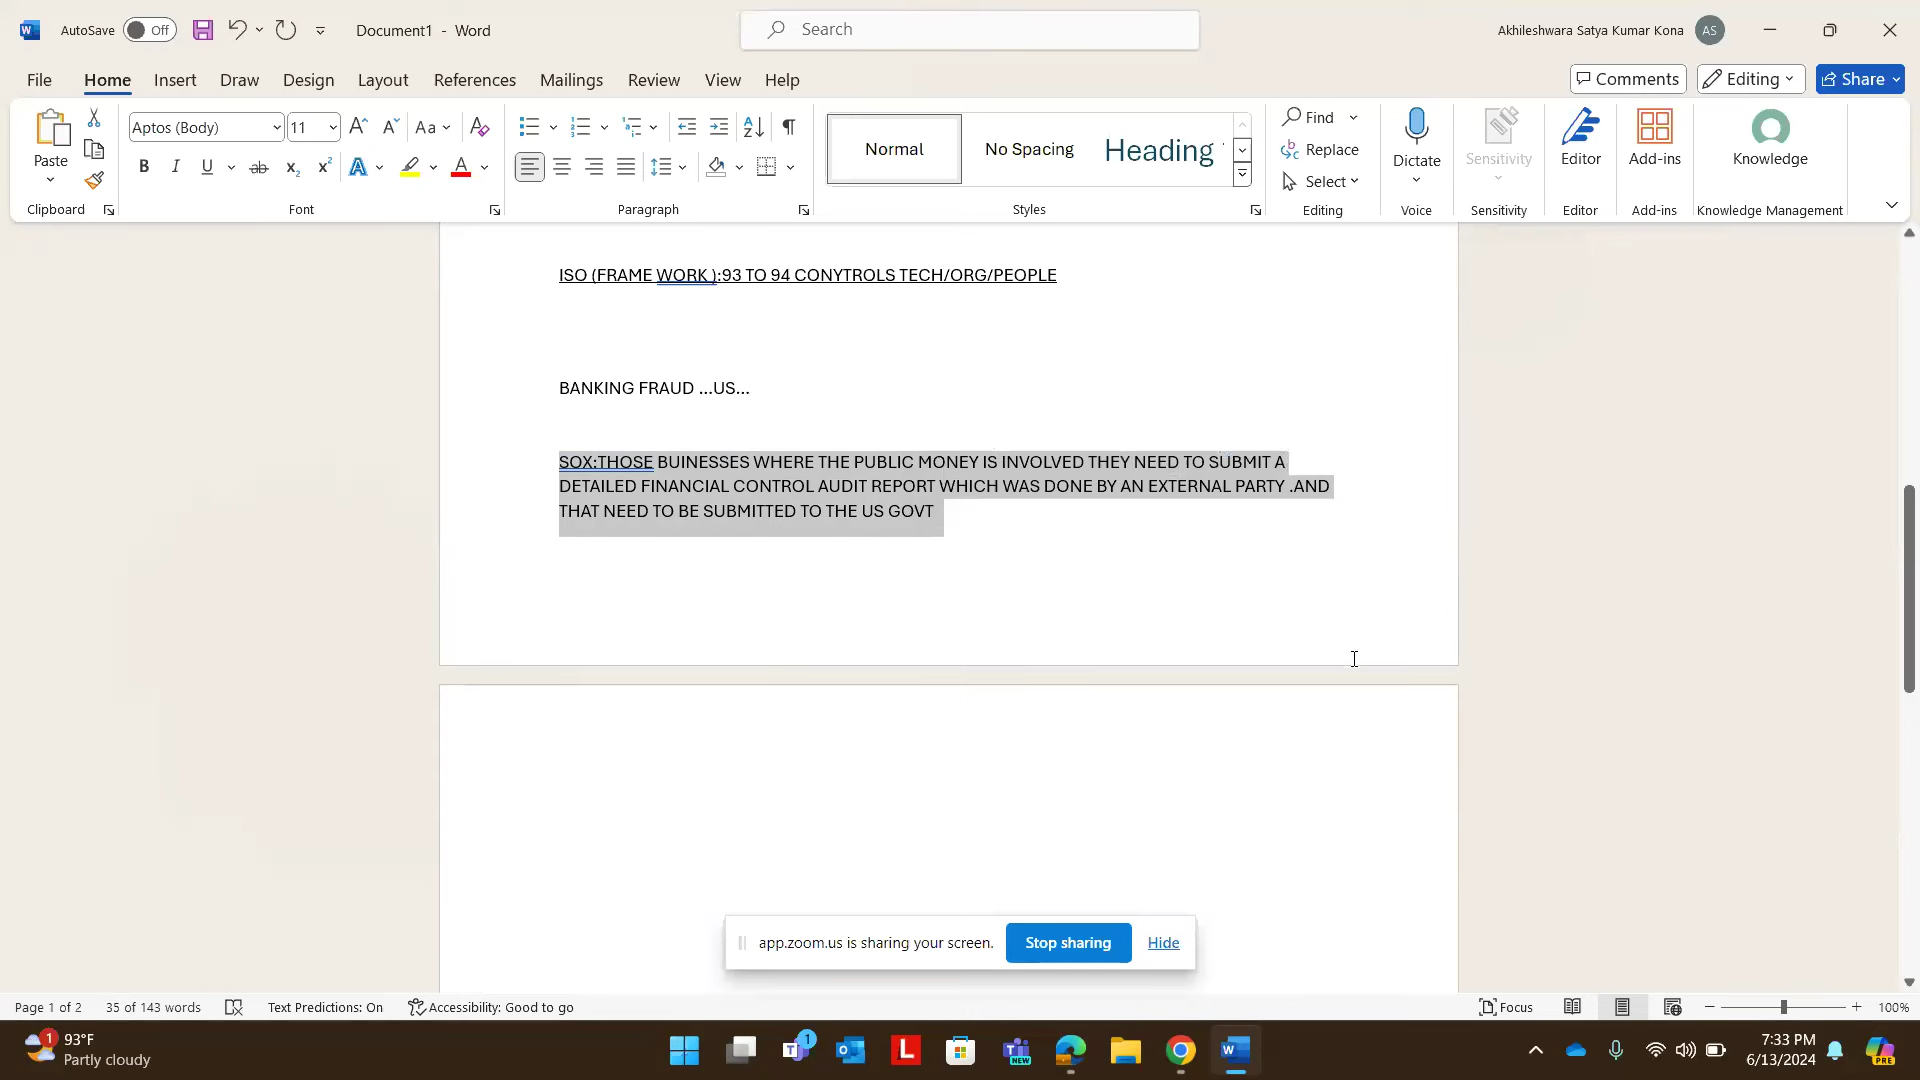 AutoSave Off Document1 - Word Search Akhileshwara Satya Kumar Kona AS
File Home Insert Draw Design Layout References Mailings Review View Help Comments Editing Share
Paste Aptos (Body) 11 Aa Normal No Spacing Heading Find Replace Select Dictate Sensitivity Editor Add-ins Knowledge
Clipboard Font Paragraph Styles Editing Voice Sensitivity Editor Add-ins Knowledge Management
ISO (FRAME WORK ):93 TO 94 CONYTROLS TECH/ORG/PEOPLE
BANKING FRAUD ...US...
SOX:THOSE BUINESSES WHERE THE PUBLIC MONEY IS INVOLVED THEY NEED TO SUBMIT A
DETAILED FINANCIAL CONTROL AUDIT REPORT WHICH WAS DONE BY AN EXTERNAL PARTY .AND
THAT NEED TO BE SUBMITTED TO THE US GOVT
app.zoom.us is sharing your screen. Stop sharing Hide
Page 1 of 2 35 of 143 words Text Predictions: On Accessibility: Good to go Focus 100%
1 93°F
Partly cloudy
1
NEW
7:33 PM
6/13/2024
PRE